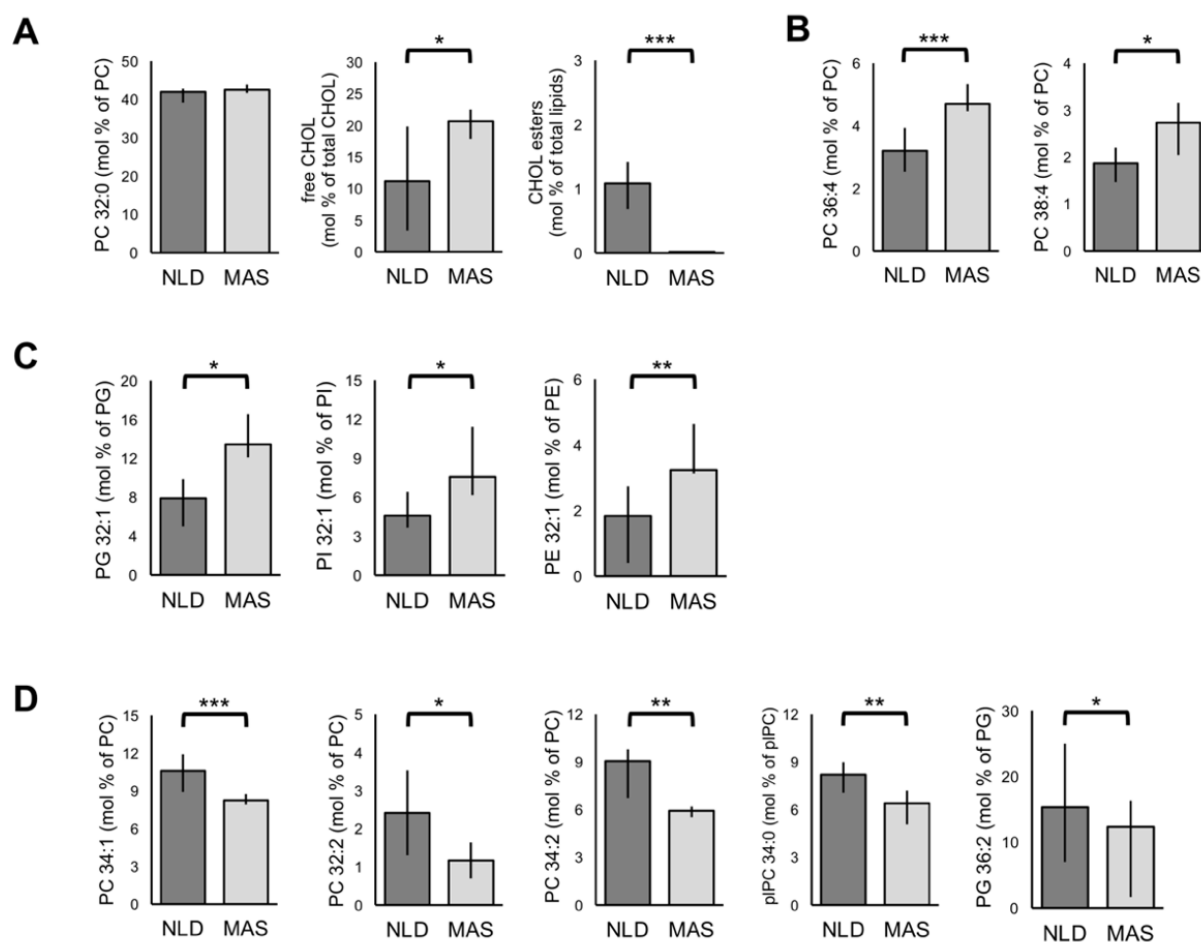 A
PC 32:0 (mol % of PC)
50
40
30
20
10
0
NLD MAS
free CHOL
(mol % of total CHOL)
30
25
20
15
10
5
0
*
NLD MAS
CHOL esters
(mol % of total lipids)
3
2
1
0
***
NLD MAS
B
PC 36:4 (mol % of PC)
6
4
2
0
***
NLD MAS
PC 38:4 (mol % of PC)
4
3
2
1
0
*
NLD MAS
C
PG 32:1 (mol % of PG)
20
16
12
8
4
0
*
NLD MAS
PI 32:1 (mol % of PI)
15
12
9
6
3
0
*
NLD MAS
PE 32:1 (mol % of PE)
6
4
2
0
**
NLD MAS
D
PC 34:1 (mol % of PC)
15
12
9
6
3
0
***
NLD MAS
PC 32:2 (mol % of PC)
5
4
3
2
1
0
*
NLD MAS
PC 34:2 (mol % of PC)
12
9
6
3
0
**
NLD MAS
plPC 34:0 (mol % of plPC)
12
9
6
3
0
**
NLD MAS
PG 36:2 (mol % of PG)
30
20
10
0
*
NLD MAS